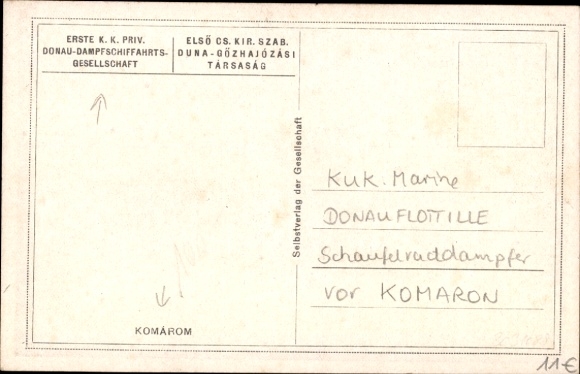 ERSTE K. K. PRIV.
DONAU-DAMPFSCHIFFAHRTS-
GESELLSCHAFT
ELSŐ CS. KIR. SZAB.
DUNA-GŐZHAJÓZÁSI
TÁRSASÁG
Selbstverlag der Gesellschaft
KuK. Marine
DONAUFLOTTILLE
Schaufelraddampfer
vor KOMARON
KOMÁROM
11€